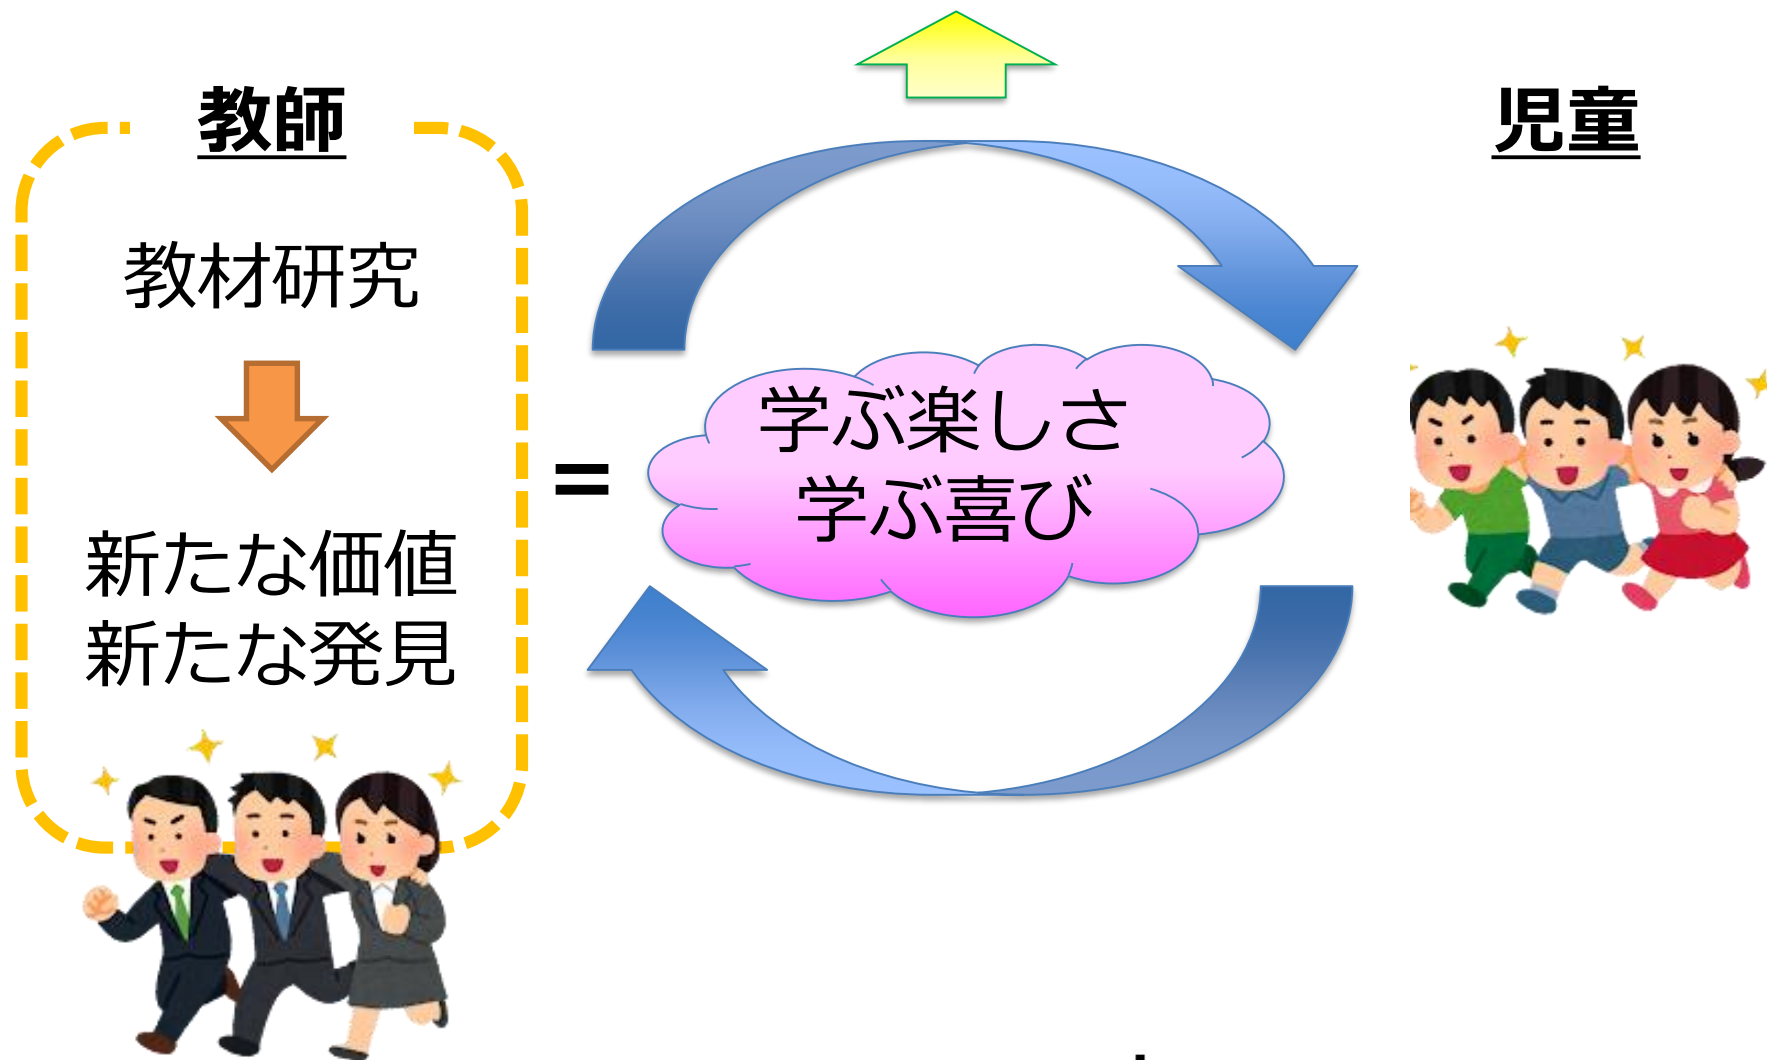 教師
児童
教材研究
学ぶ楽しさ
学ぶ喜び
=
新たな価値
新たな発見